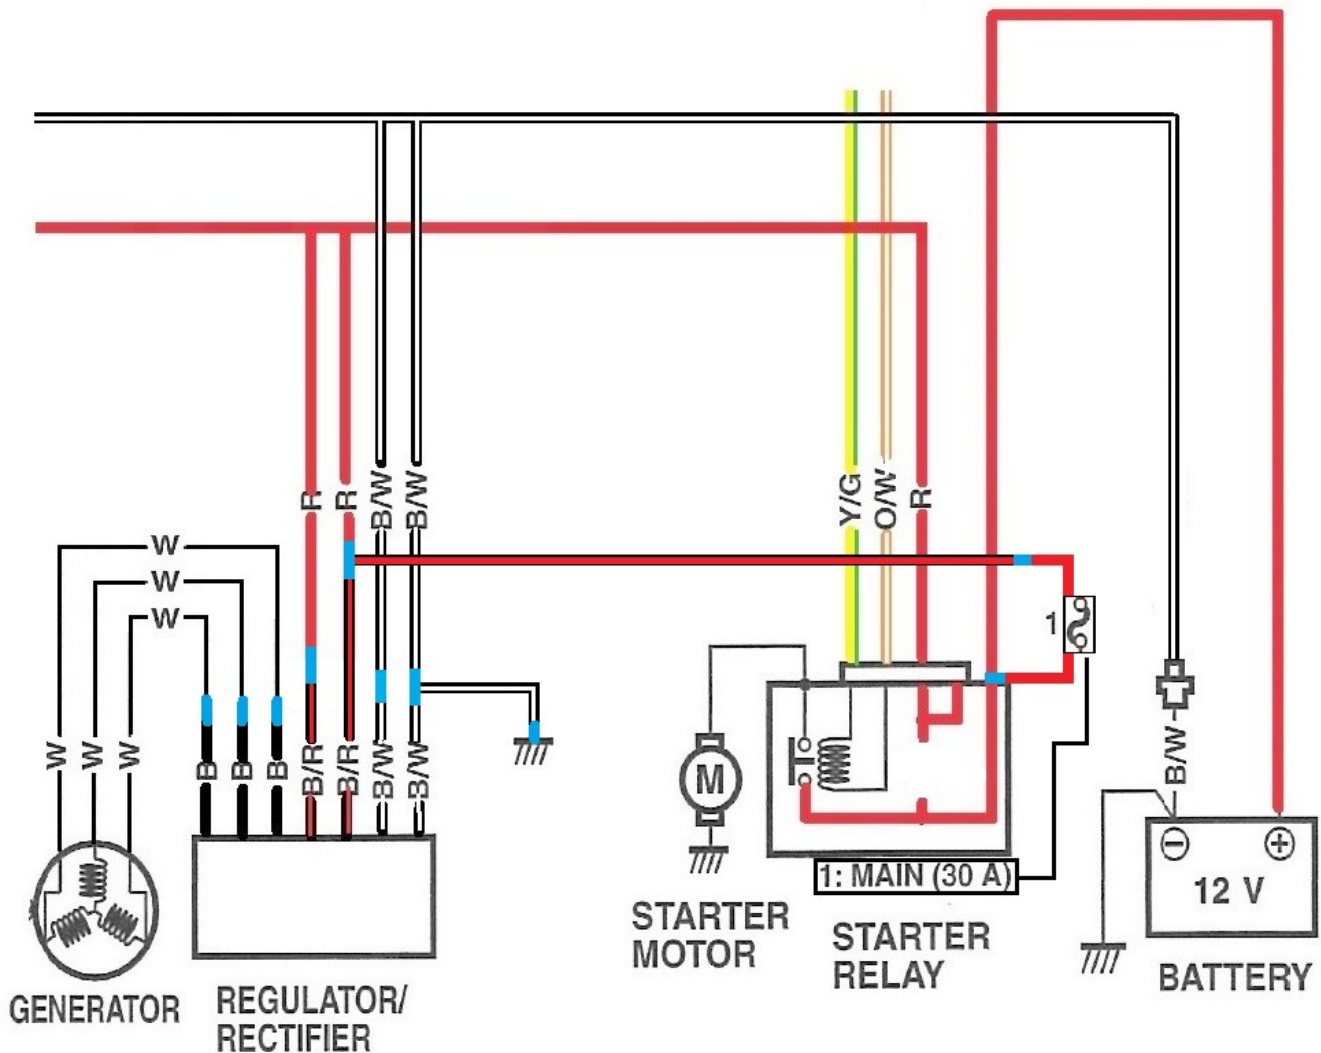 R
R
B/W
B/W
Y/G
O/W
R
W
W
W
1
W
W
W
B
B
B
B/R
B/R
B/W
B/W
M
B/W
1: MAIN (30 A)
− +
12 V
GENERATOR
REGULATOR/
RECTIFIER
STARTER
MOTOR
STARTER
RELAY
BATTERY